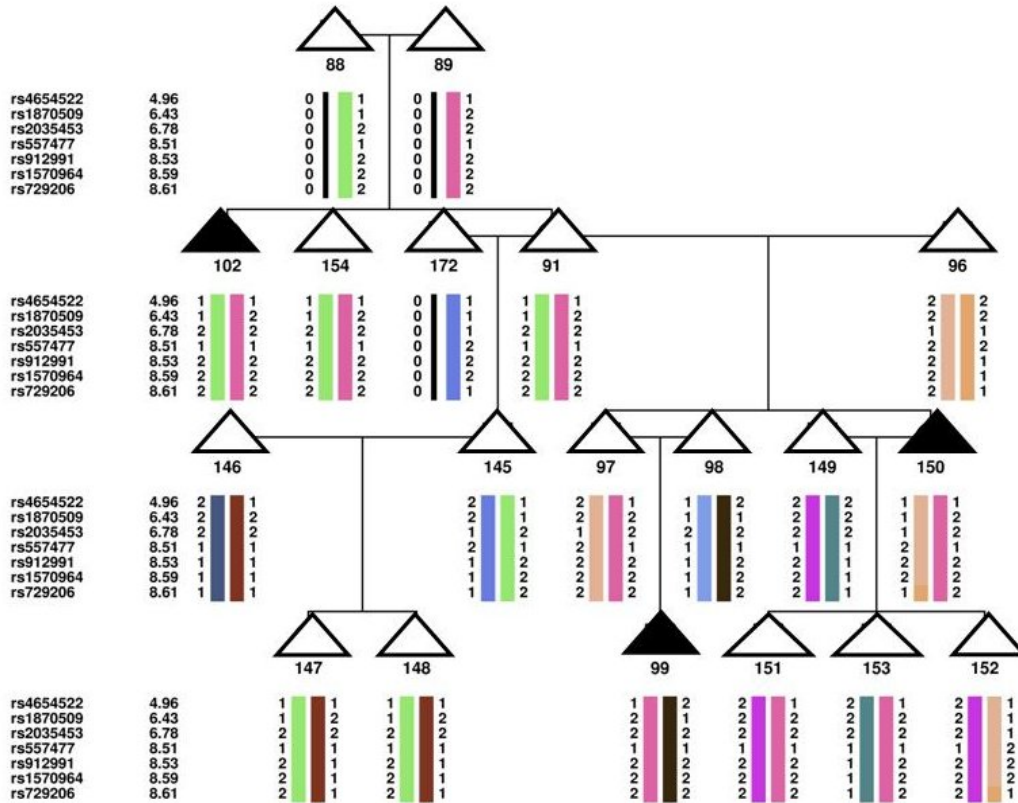 88 89
rs4654522 4.96 0 1 0 1
rs1870509 6.43 0 1 0 2
rs2035453 6.78 0 2 0 2
rs557477 8.51 0 1 0 1
rs912991 8.53 0 2 0 2
rs1570964 8.59 0 2 0 2
rs729206 8.61 0 2 0 2
102 154 172 91 96
rs4654522 4.96 1 1 1 1 0 1 1 1 2 2
rs1870509 6.43 1 2 1 2 0 2 1 2 2 2
rs2035453 6.78 2 2 2 2 0 1 2 2 1 1
rs557477 8.51 1 1 1 1 0 2 1 1 2 2
rs912991 8.53 2 2 2 2 0 1 2 2 2 1
rs1570964 8.59 2 2 2 2 0 1 2 2 2 1
rs729206 8.61 2 2 2 2 0 1 2 2 2 1
146 145 97 98 149 150
rs4654522 4.96 2 1 2 1 2 1 1 2 2 2 1 1
rs1870509 6.43 2 2 2 1 2 2 1 1 2 2 2 2
rs2035453 6.78 2 2 1 2 1 2 1 2 2 2 1 2
rs557477 8.51 1 1 2 1 2 1 1 1 1 1 2 1
rs912991 8.53 1 1 1 2 2 2 1 2 2 1 2 2
rs1570964 8.59 1 1 1 2 2 2 1 2 2 1 2 2
rs729206 8.61 1 1 1 2 2 2 1 2 2 1 1 2
147 148 99 151 153 152
rs4654522 4.96 1 1 1 1 1 2 2 1 2 1 2 1
rs1870509 6.43 1 2 1 2 2 1 2 2 2 2 2 2
rs2035453 6.78 2 2 2 2 2 2 2 2 2 2 2 1
rs557477 8.51 1 1 1 1 1 1 1 1 1 1 1 2
rs912991 8.53 2 1 2 1 2 2 2 2 1 2 2 2
rs1570964 8.59 2 1 2 1 2 2 2 2 1 2 2 2
rs729206 8.61 2 1 2 1 2 2 2 2 1 2 2 1